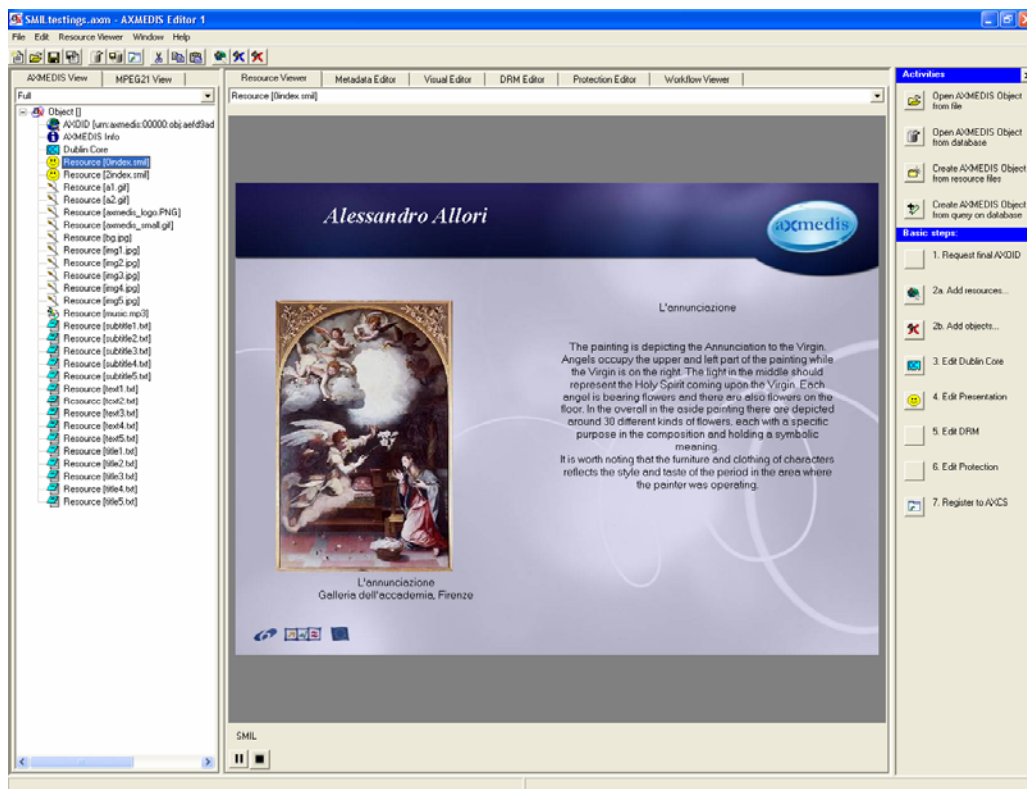 SMILtestings.axm - AXMEDIS Editor 1
File Edit Resource Viewer Window Help
AXMEDIS View MPEG21 View
Full
Object []
AXOID [urn:axmedis:00000:obj:aefd9ad
AXMEDIS Info
Dublin Core
Resource [0index.smil]
Resource [2index.smil]
Resource [a1.gif]
Resource [a2.gif]
Resource [axmedis_logo.PNG]
Resource [axmedis_small.gif]
Resource [bg.jpg]
Resource [img1.jpg]
Resource [img2.jpg]
Resource [img3.jpg]
Resource [img4.jpg]
Resource [img5.jpg]
Resource [music.mp3]
Resource [subtitle1.txt]
Resource [subtitle2.txt]
Resource [subtitle3.txt]
Resource [subtitle4.txt]
Resource [subtitle5.txt]
Resource [text1.txt]
Resource [text2.txt]
Resource [text3.txt]
Resource [text4.txt]
Resource [text5.txt]
Resource [title1.txt]
Resource [title2.txt]
Resource [title3.txt]
Resource [title4.txt]
Resource [title5.txt]
Resource Viewer Metadata Editor Visual Editor DRM Editor Protection Editor Workflow Viewer
Resource [0index.smil]
Alessandro Allori
axmedis
L'annunciazione
The painting is depicting the Annunciation to the Virgin.
Angels occupy the upper and left part of the painting while
the Virgin is on the right. The light in the middle should
represent the Holy Spirit coming upon the Virgin. Each
angel is bearing flowers and there are also flowers on the
floor. In the overall in the aside painting there are depicted
around 30 different kinds of flowers, each with a specific
purpose in the composition and holding a symbolic
meaning.
It is worth noting that the furniture and clothing of characters
reflects the style and taste of the period in the area where
the painter was operating.
L'annunciazione
Galleria dell'accademia, Firenze
SMIL
Activities
Open AXMEDIS Object
from file
Open AXMEDIS Object
from database
Create AXMEDIS Object
from resource files
Create AXMEDIS Object
from query on database
Basic steps:
1. Request final AXOID
2a. Add resources...
2b. Add objects...
3. Edit Dublin Core
4. Edit Presentation
5. Edit DRM
6. Edit Protection
7. Register to AXCS